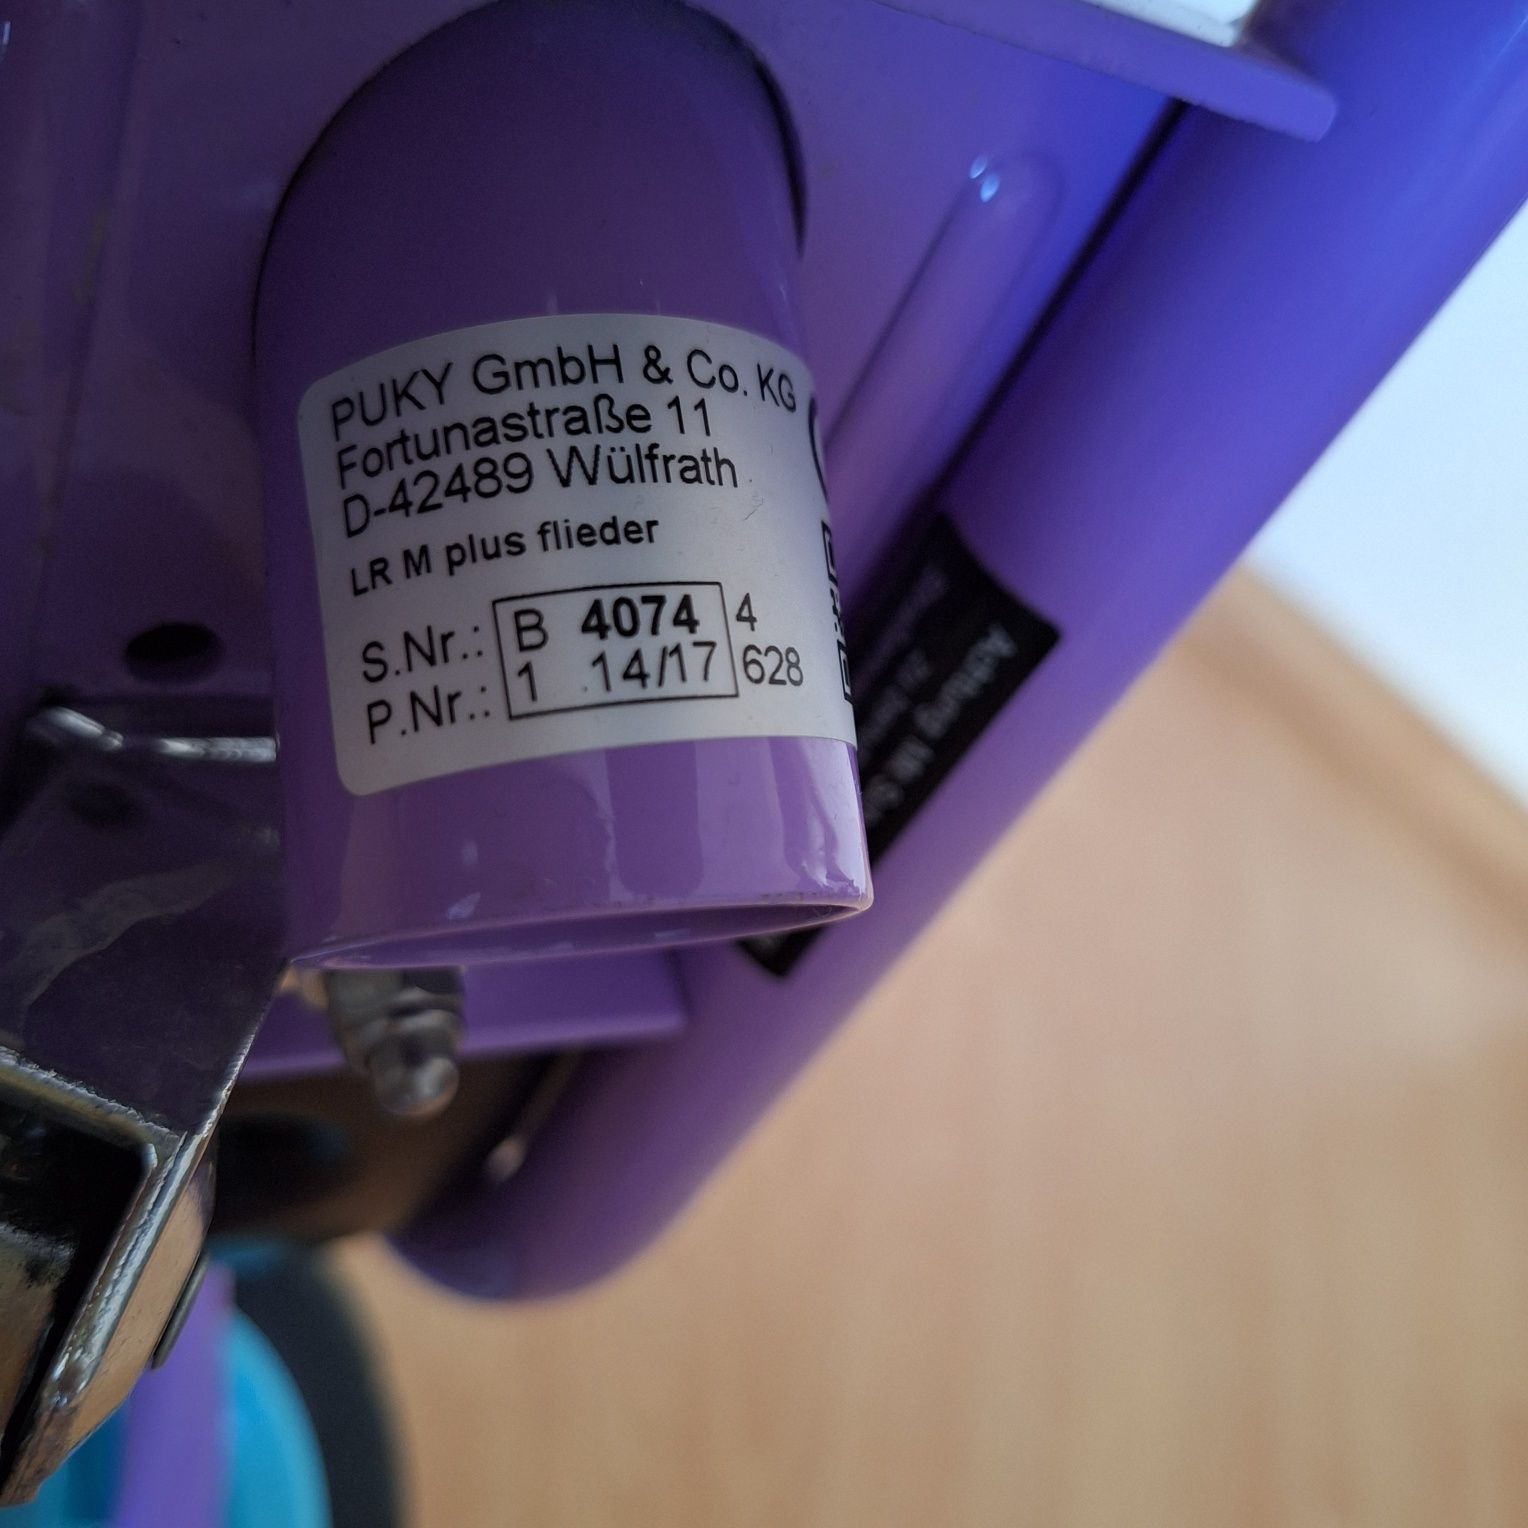 PUKY GmbH & Co. KG
Fortunastraße 11
D-42489 Wülfrath
LR M plus flieder
S.Nr.: B 4074 4
P.Nr.: 1 14/17 628
Achtung